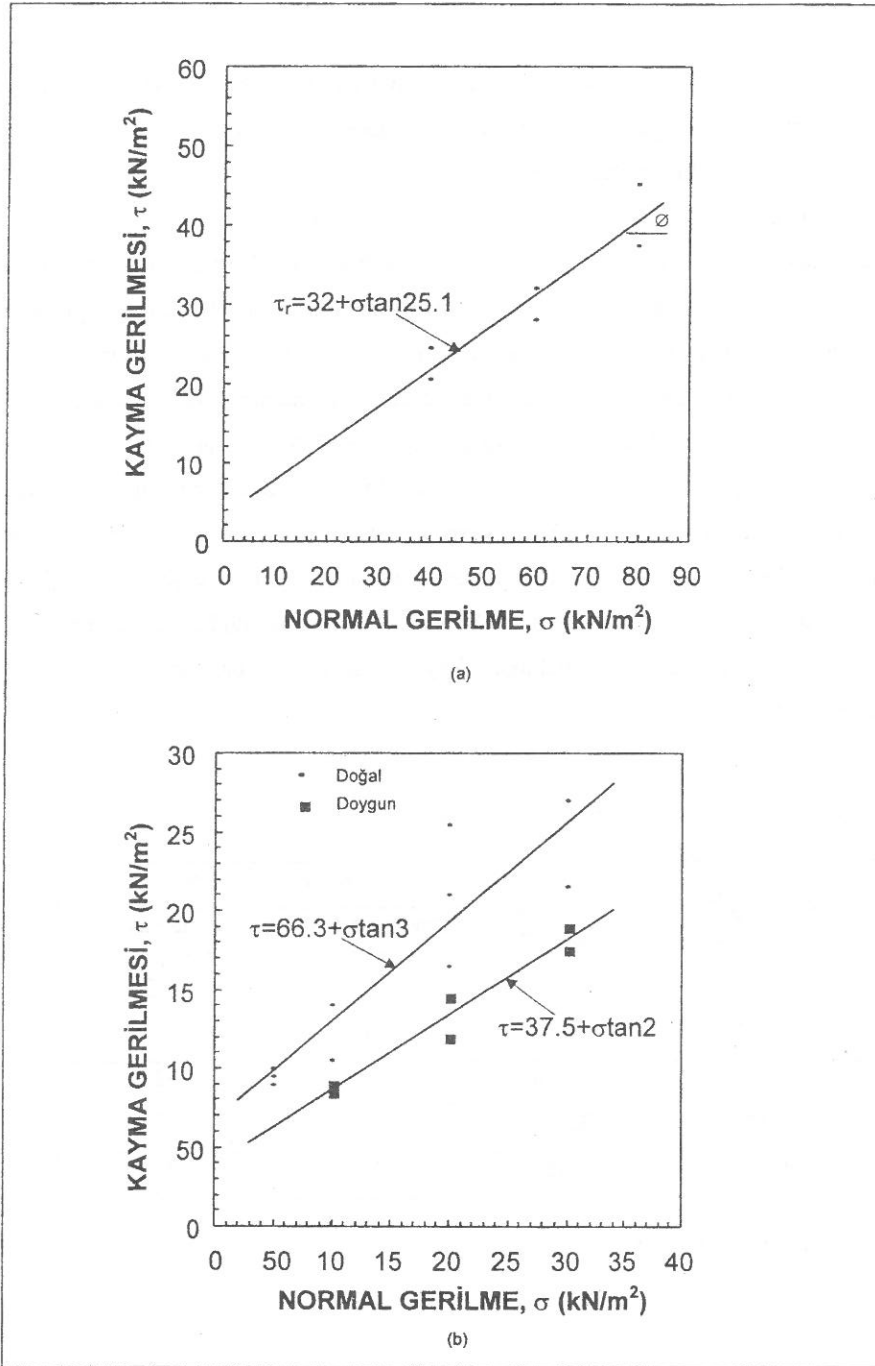 60
50
40
30
20
10
0
KAYMA GERİLMESİ, τ (kN/m²)
τr=32+σtan25.1
Ø
0 10 20 30 40 50 60 70 80 90
NORMAL GERİLME, σ (kN/m²)
(a)
30
25
20
15
10
50
0
KAYMA GERİLMESİ, τ (kN/m²)
Doğal
Doygun
τ=66.3+σtan3
τ=37.5+σtan2
0 50 10 15 20 25 30 35 40
NORMAL GERİLME, σ (kN/m²)
(b)